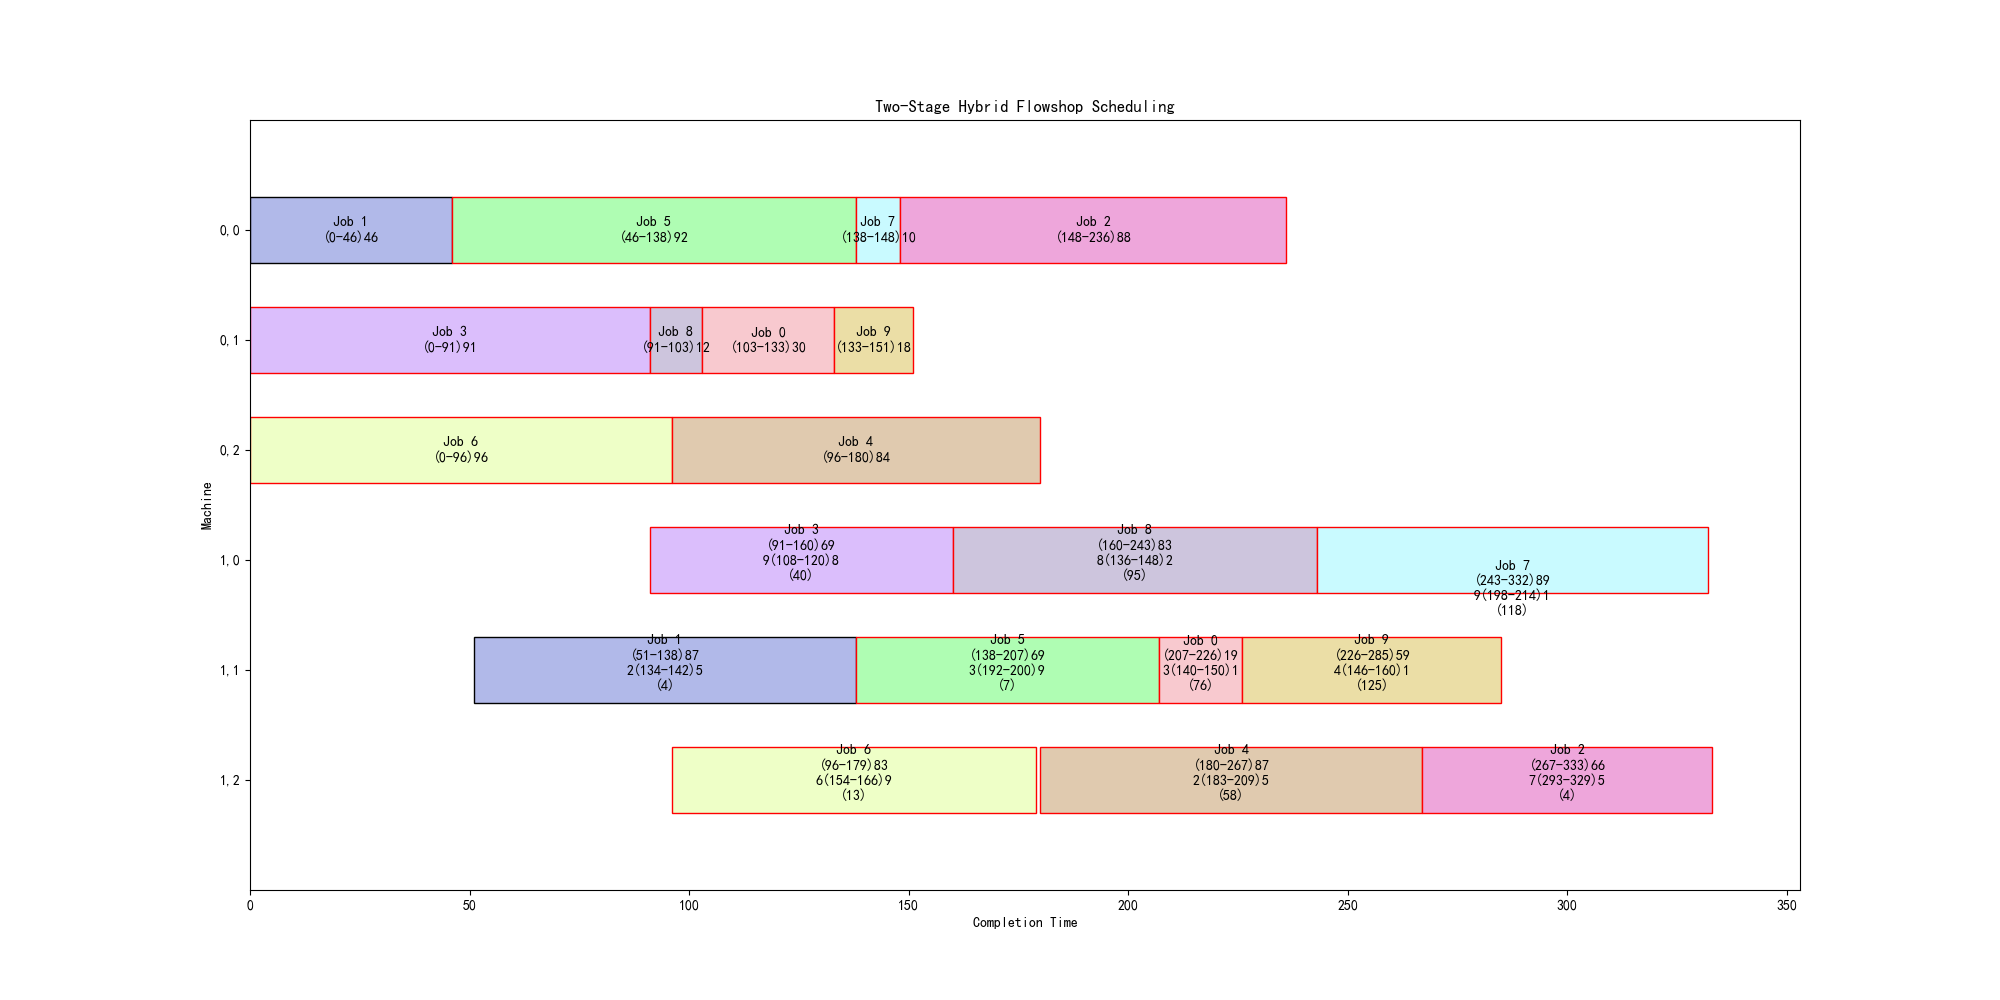 Two-Stage Hybrid Flowshop Scheduling
0,0
Job 1
(0-46)46
Job 5
(46-138)92
Job 7
(138-148)10
Job 2
(148-236)88
0,1
Job 3
(0-91)91
Job 8
(91-103)12
Job 0
(103-133)30
Job 9
(133-151)18
0,2
Job 6
(0-96)96
Job 4
(96-180)84
Machine
1,0
Job 3
(91-160)69
9(108-120)8
(40)
Job 8
(160-243)83
8(136-148)2
(95)
Job 7
(243-332)89
9(198-214)1
(118)
1,1
Job 1
(51-138)87
2(134-142)5
(4)
Job 5
(138-207)69
3(192-200)9
(7)
Job 0
(207-226)19
3(140-150)1
(76)
Job 9
(226-285)59
4(146-160)1
(125)
1,2
Job 6
(96-179)83
6(154-166)9
(13)
Job 4
(180-267)87
2(183-209)5
(58)
Job 2
(267-333)66
7(293-329)5
(4)
0 50 100 150 200 250 300 350
Completion Time